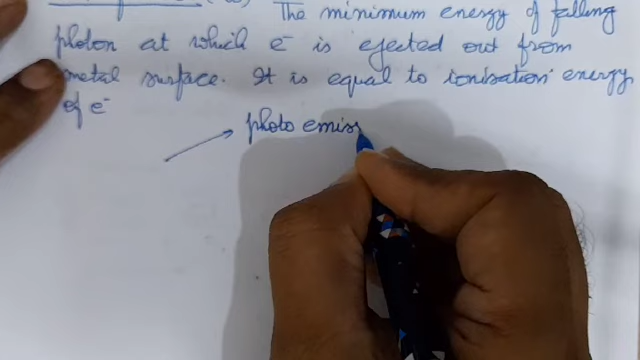 The minimum energy of falling
photon at which e⁻ is ejected out from
metal surface. It is equal to ionisation energy
of e⁻
photo emiss